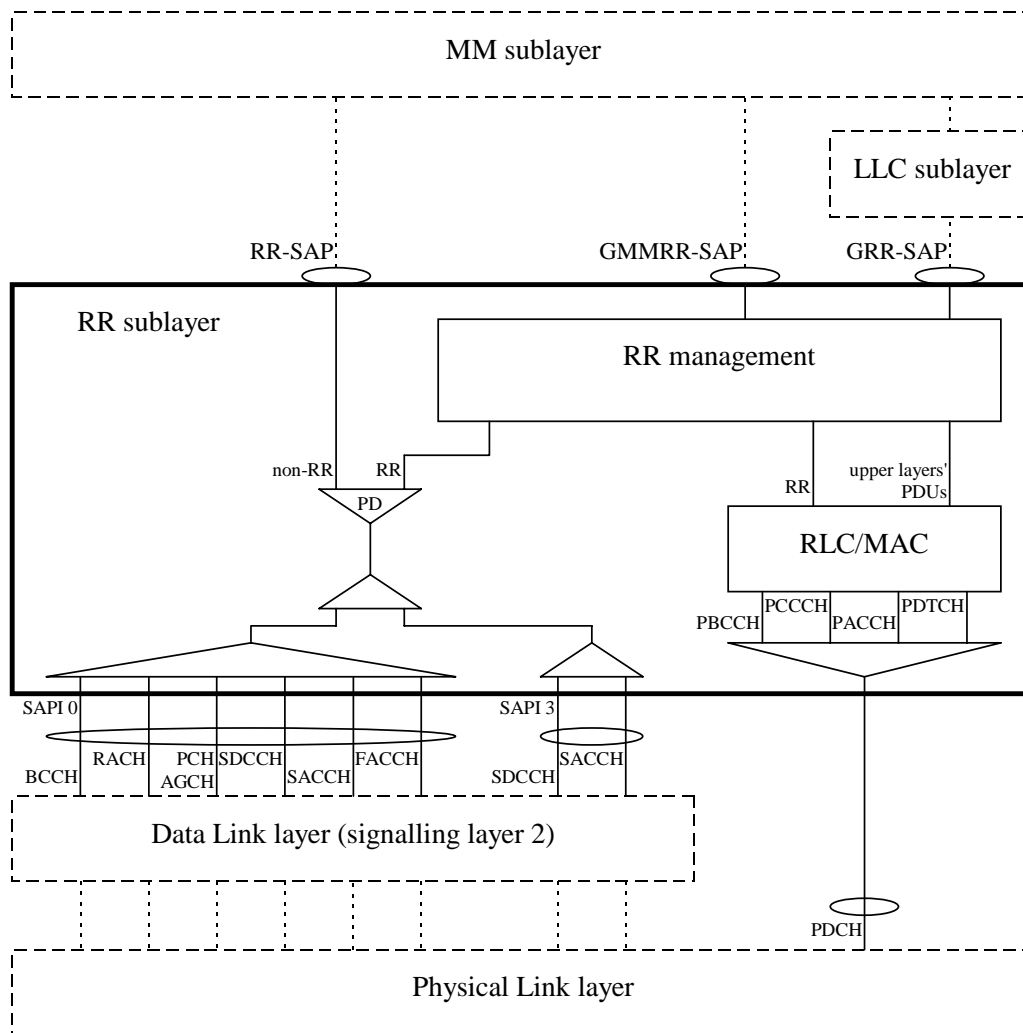 MM sublayer
LLC sublayer
RR-SAP
GMMRR-SAP
GRR-SAP
RR sublayer
RR management
non-RR
RR
PD
RR
upper layers'
PDUs
RLC/MAC
PBCCH
PCCCH
PACCH
PDTCH
SAPI 0
SAPI 3
BCCH
RACH
PCH
AGCH
SDCCH
SACCH
FACCH
SDCCH
SACCH
Data Link layer (signalling layer 2)
PDCH
Physical Link layer